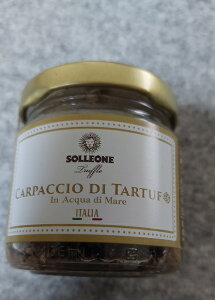 SOLLEONE
Truffle
CARPACCIO DI TARTUFO
In Acqua di Mare
ITALIA